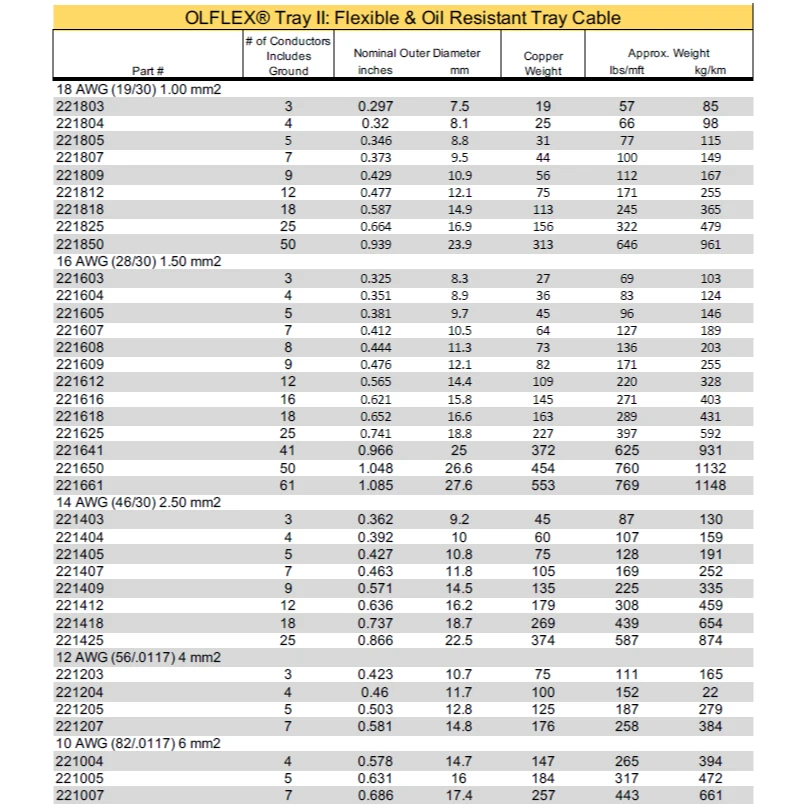 OLFLEX® Tray II: Flexible & Oil Resistant Tray Cable
Part # # of Conductors Includes Ground Nominal Outer Diameter inches mm Copper Weight Approx. Weight lbs/mft kg/km
18 AWG (19/30) 1.00 mm2
221803 3 0.297 7.5 19 57 85
221804 4 0.32 8.1 25 66 98
221805 5 0.346 8.8 31 77 115
221807 7 0.373 9.5 44 100 149
221809 9 0.429 10.9 56 112 167
221812 12 0.477 12.1 75 171 255
221818 18 0.587 14.9 113 245 365
221825 25 0.664 16.9 156 322 479
221850 50 0.939 23.9 313 646 961
16 AWG (28/30) 1.50 mm2
221603 3 0.325 8.3 27 69 103
221604 4 0.351 8.9 36 83 124
221605 5 0.381 9.7 45 96 146
221607 7 0.412 10.5 64 127 189
221608 8 0.444 11.3 73 136 203
221609 9 0.476 12.1 82 171 255
221612 12 0.565 14.4 109 220 328
221616 16 0.621 15.8 145 271 403
221618 18 0.652 16.6 163 289 431
221625 25 0.741 18.8 227 397 592
221641 41 0.966 25 372 625 931
221650 50 1.048 26.6 454 760 1132
221661 61 1.085 27.6 553 769 1148
14 AWG (46/30) 2.50 mm2
221403 3 0.362 9.2 45 87 130
221404 4 0.392 10 60 107 159
221405 5 0.427 10.8 75 128 191
221407 7 0.463 11.8 105 169 252
221409 9 0.571 14.5 135 225 335
221412 12 0.636 16.2 179 308 459
221418 18 0.737 18.7 269 439 654
221425 25 0.866 22.5 374 587 874
12 AWG (56/.0117) 4 mm2
221203 3 0.423 10.7 75 111 165
221204 4 0.46 11.7 100 152 22
221205 5 0.503 12.8 125 187 279
221207 7 0.581 14.8 176 258 384
10 AWG (82/.0117) 6 mm2
221004 4 0.578 14.7 147 265 394
221005 5 0.631 16 184 317 472
221007 7 0.686 17.4 257 443 661